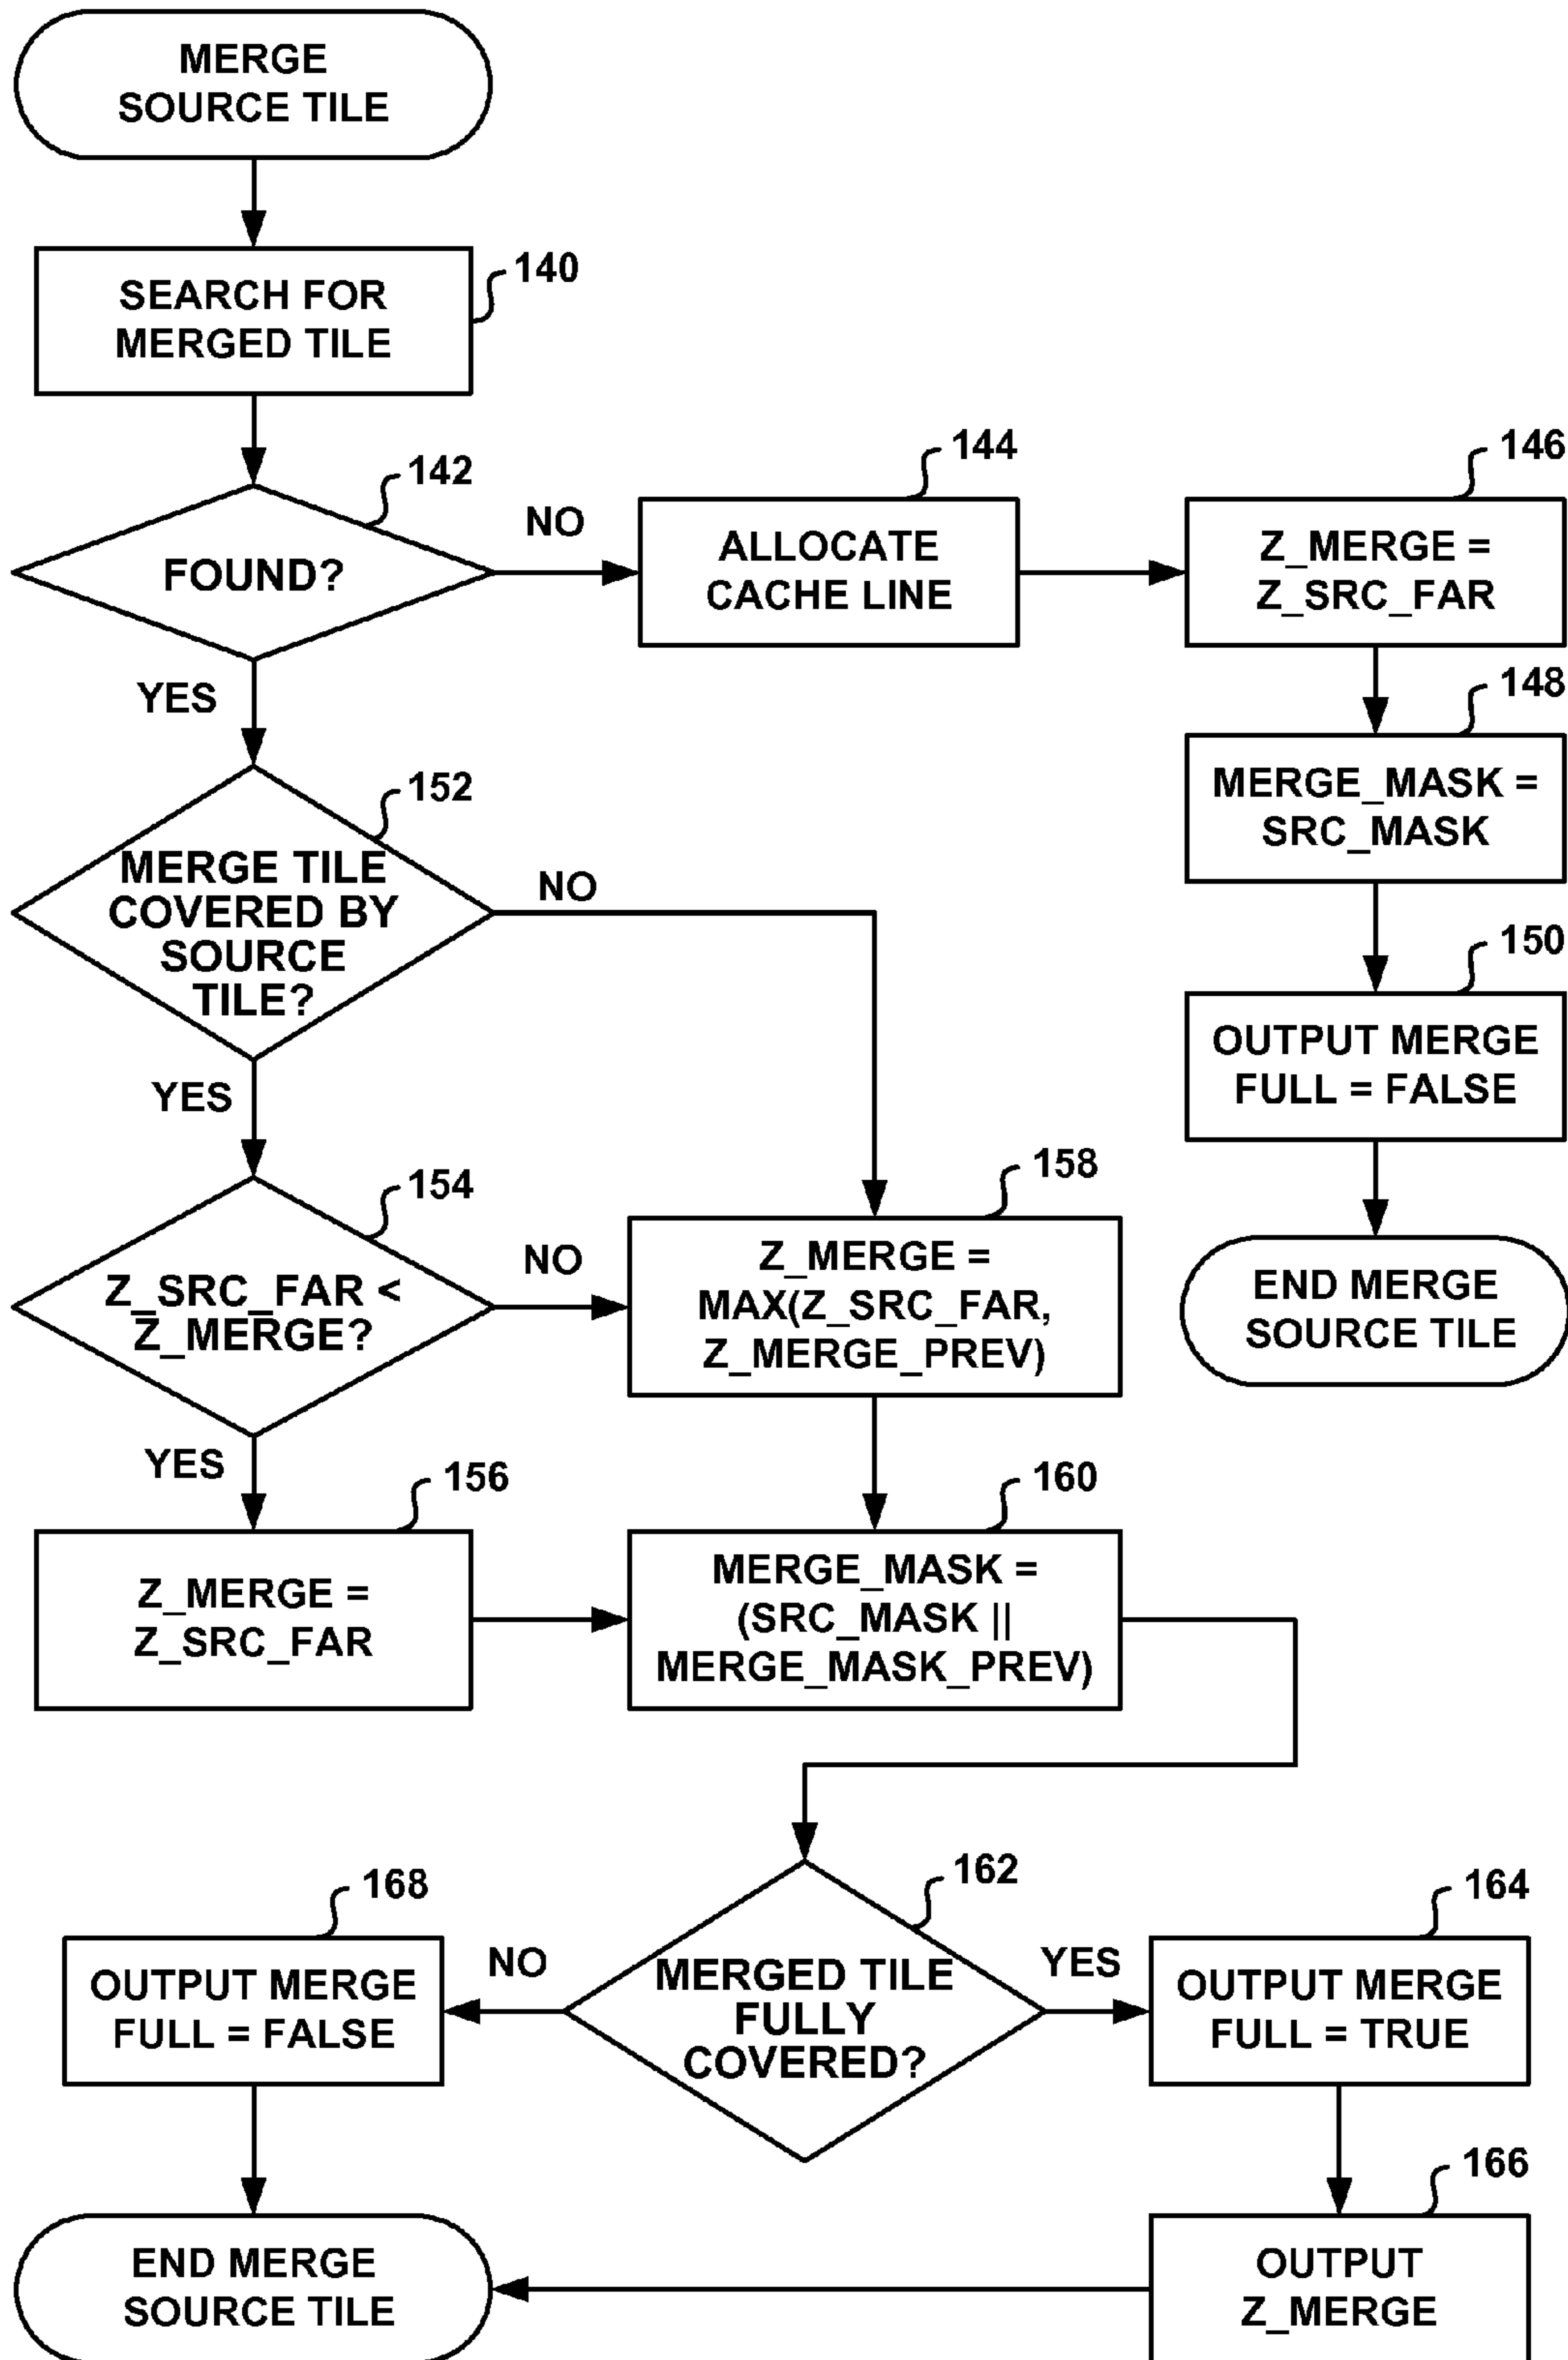 MERGE
SOURCE TILE
SEARCH FOR
MERGED TILE
140
FOUND?
142
NO
YES
ALLOCATE
CACHE LINE
144
Z_MERGE =
Z_SRC_FAR
146
MERGE_MASK =
SRC_MASK
148
OUTPUT MERGE
FULL = FALSE
150
END MERGE
SOURCE TILE
MERGE TILE
COVERED BY
SOURCE
TILE?
152
NO
YES
Z_SRC_FAR <
Z_MERGE?
154
NO
YES
Z_MERGE =
MAX(Z_SRC_FAR,
Z_MERGE_PREV)
158
Z_MERGE =
Z_SRC_FAR
156
MERGE_MASK =
(SRC_MASK ||
MERGE_MASK_PREV)
160
MERGED TILE
FULLY
COVERED?
162
NO
YES
OUTPUT MERGE
FULL = FALSE
168
OUTPUT MERGE
FULL = TRUE
164
OUTPUT
Z_MERGE
166
END MERGE
SOURCE TILE